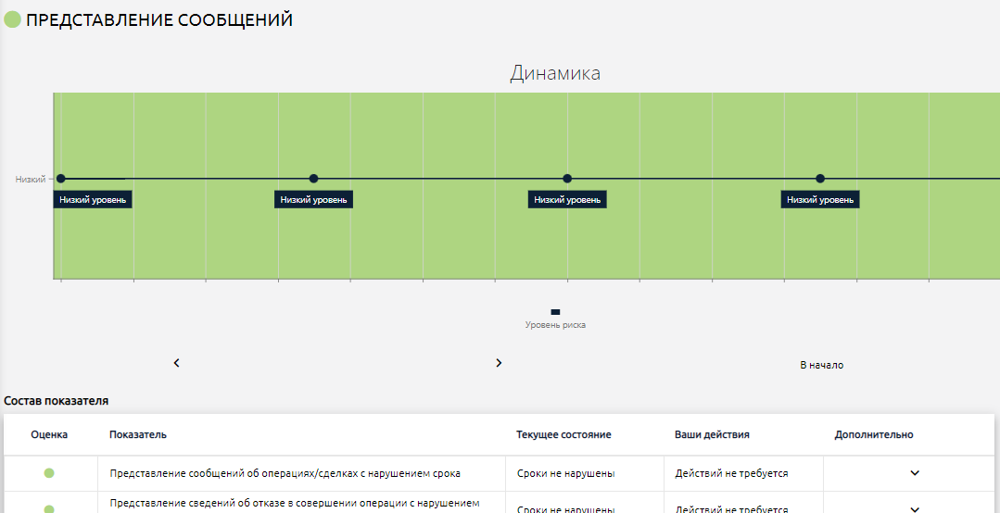 ПРЕДСТАВЛЕНИЕ СООБЩЕНИЙ
Динамика
Низкий
Низкий уровень
Низкий уровень
Низкий уровень
Низкий уровень
Уровень риска
В начало
Состав показателя
Оценка Показатель Текущее состояние Ваши действия Дополнительно
Представление сообщений об операциях/сделках с нарушением срока Сроки не нарушены Действий не требуется
Представление сведений об отказе в совершении операции с нарушением
Сроки не нарушены Действий не требуется